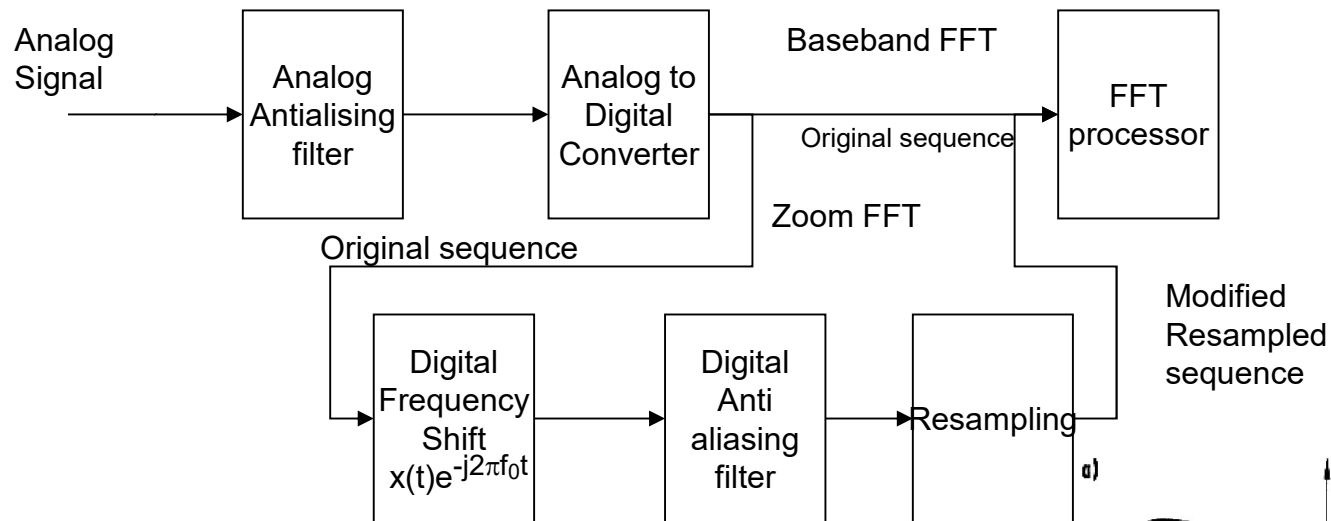 Analog
Signal
Analog
Antialising
filter
Analog to
Digital
Converter
Baseband FFT
Original sequence
FFT
processor
Zoom FFT
Original sequence
Digital
Frequency
Shift
x(t)e^-j2πf₀t
Digital
Anti
aliasing
filter
Resampling
Modified
Resampled
sequence
a)